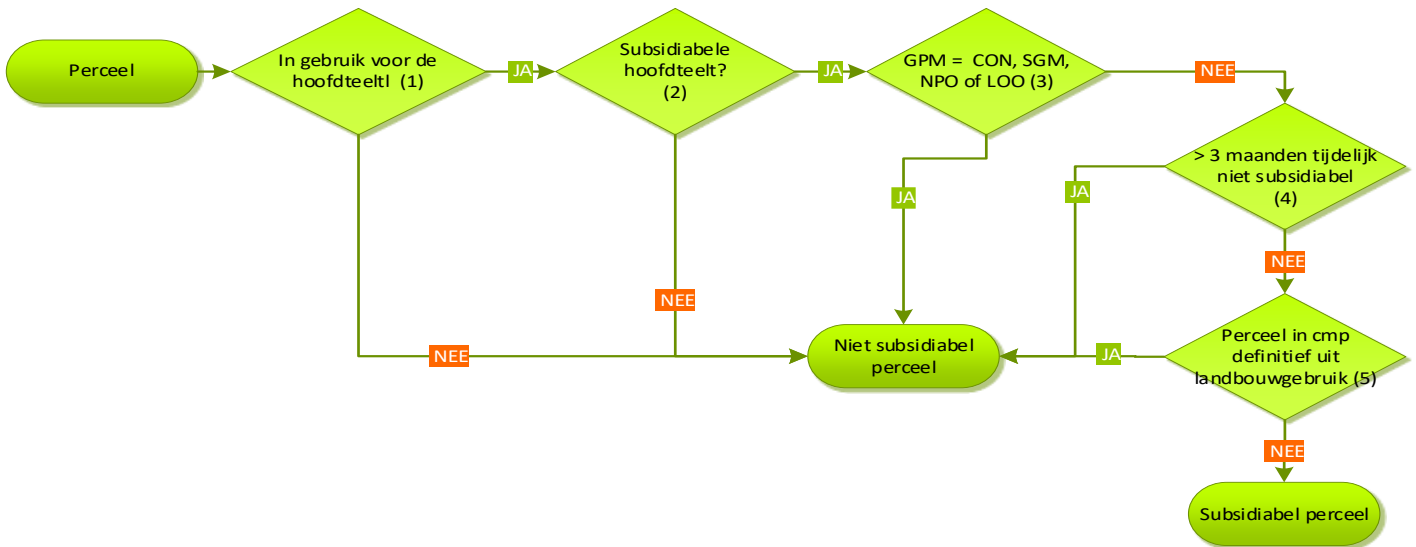 Perceel
In gebruik voor de
hoofdteeltl (1)
JA
Subsidiabele
hoofdteelt?
(2)
JA
GPM = CON, SGM,
NPO of LOO (3)
NEE
> 3 maanden tijdelijk
niet subsidiabel
(4)
JA
JA
NEE
NEE
NEE
Niet subsidiabel
perceel
JA
Perceel in cmp
definitief uit
landbouwgebruik (5)
NEE
Subsidiabel perceel